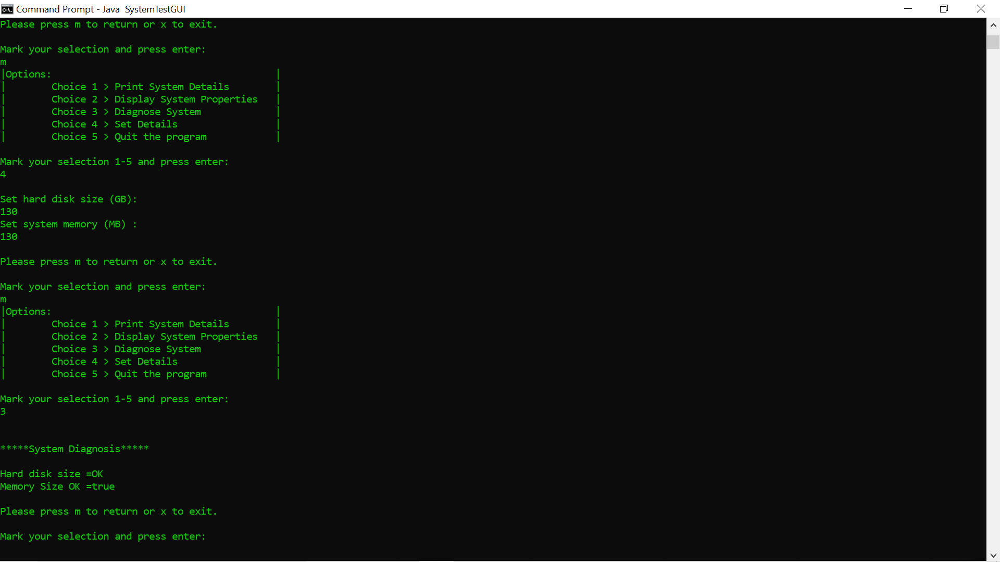 Command Prompt - Java  SystemTestGUI
Please press m to return or x to exit.
Mark your selection and press enter:
m
|Options:                                       |
|        Choice 1 > Print System Details        |
|        Choice 2 > Display System Properties   |
|        Choice 3 > Diagnose System             |
|        Choice 4 > Set Details                 |
|        Choice 5 > Quit the program            |
Mark your selection 1-5 and press enter:
4
Set hard disk size (GB):
130
Set system memory (MB) :
130
Please press m to return or x to exit.
Mark your selection and press enter:
m
|Options:                                       |
|        Choice 1 > Print System Details        |
|        Choice 2 > Display System Properties   |
|        Choice 3 > Diagnose System             |
|        Choice 4 > Set Details                 |
|        Choice 5 > Quit the program            |
Mark your selection 1-5 and press enter:
3
*****System Diagnosis*****
Hard disk size =OK
Memory Size OK =true
Please press m to return or x to exit.
Mark your selection and press enter: